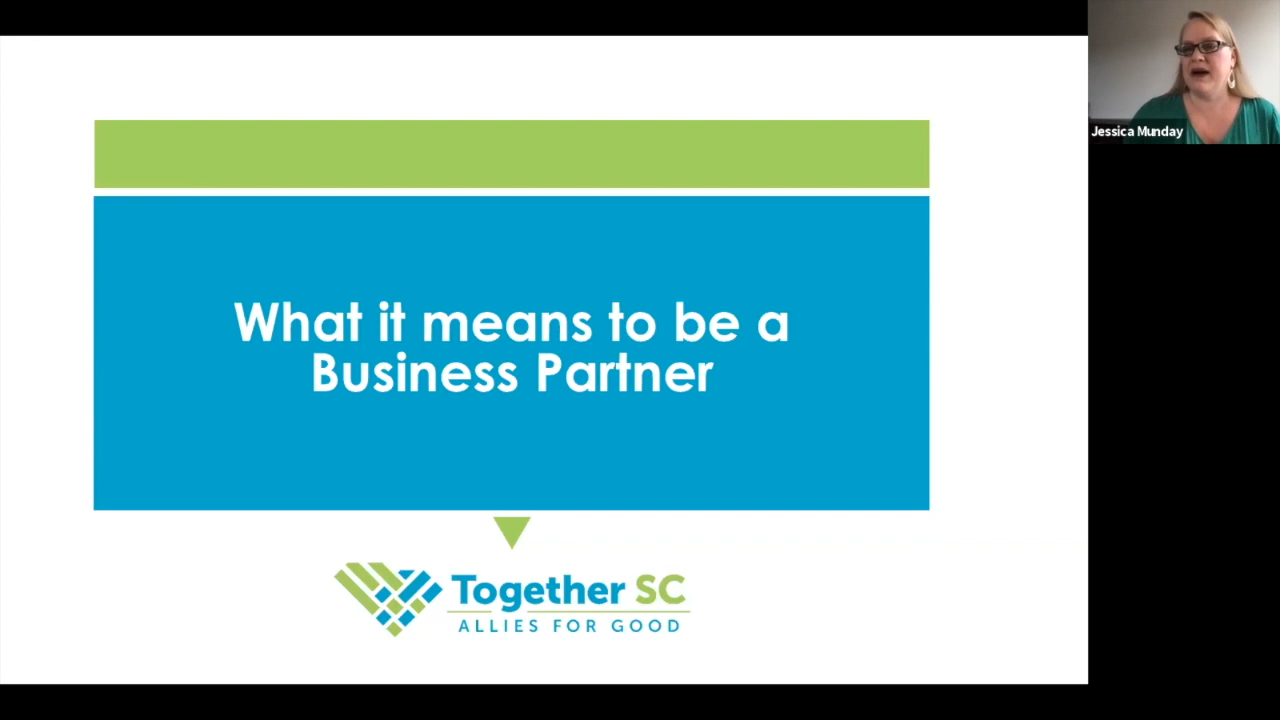 What it means to be a
Business Partner
Together SC
ALLIES FOR GOOD
Jessica Munday